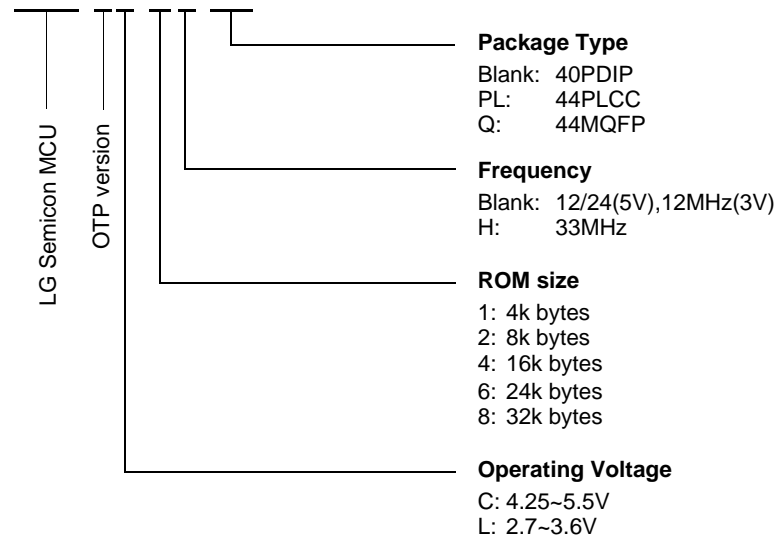 Package Type
Blank: 40PDIP
PL: 44PLCC
Q: 44MQFP
Frequency
Blank: 12/24(5V),12MHz(3V)
H: 33MHz
ROM size
1: 4k bytes
2: 8k bytes
4: 16k bytes
6: 24k bytes
8: 32k bytes
Operating Voltage
C: 4.25~5.5V
L: 2.7~3.6V
OTP version
LG Semicon MCU